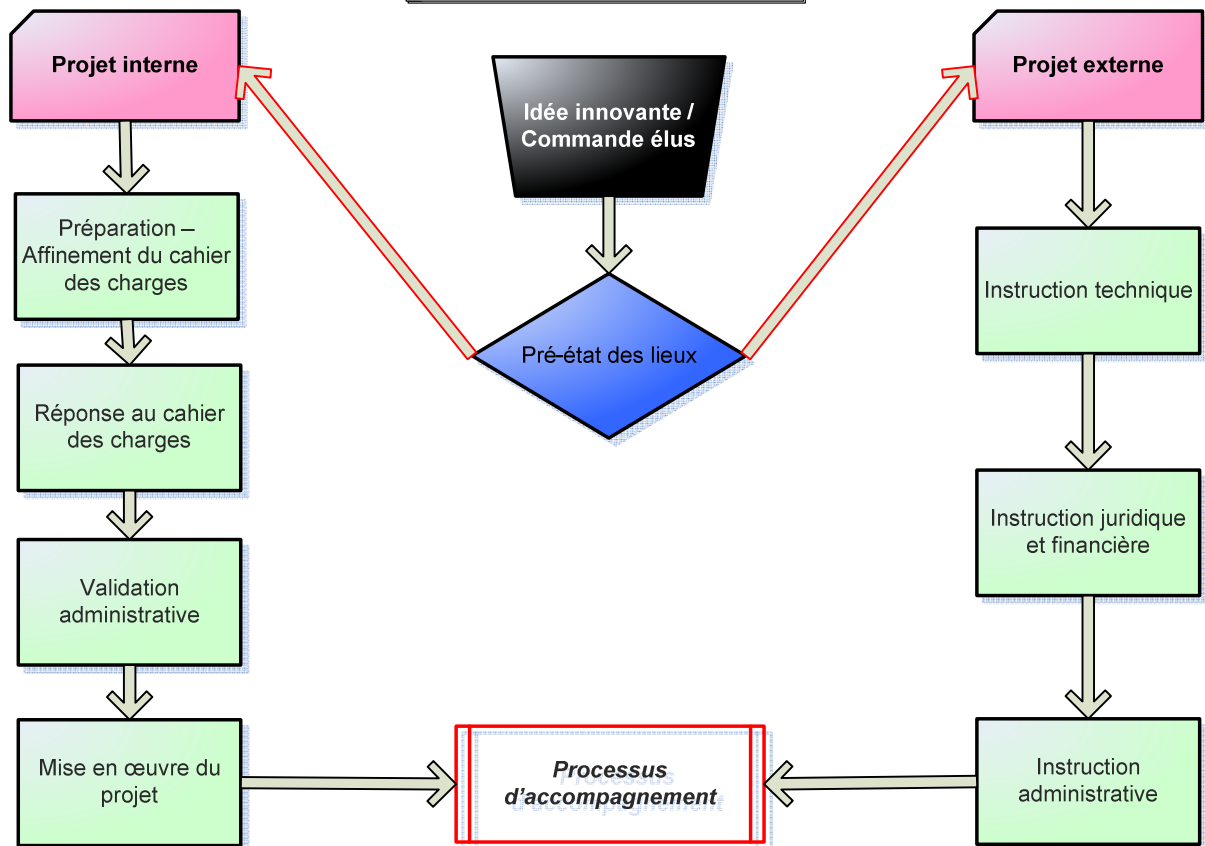 Projet interne
Idée innovante /
Commande élus
Projet externe
Préparation –
Affinement du cahier
des charges
Instruction technique
Pré-état des lieux
Réponse au cahier
des charges
Instruction juridique
et financière
Validation
administrative
Mise en œuvre du
projet
Processus
d’accompagnement
Instruction
administrative